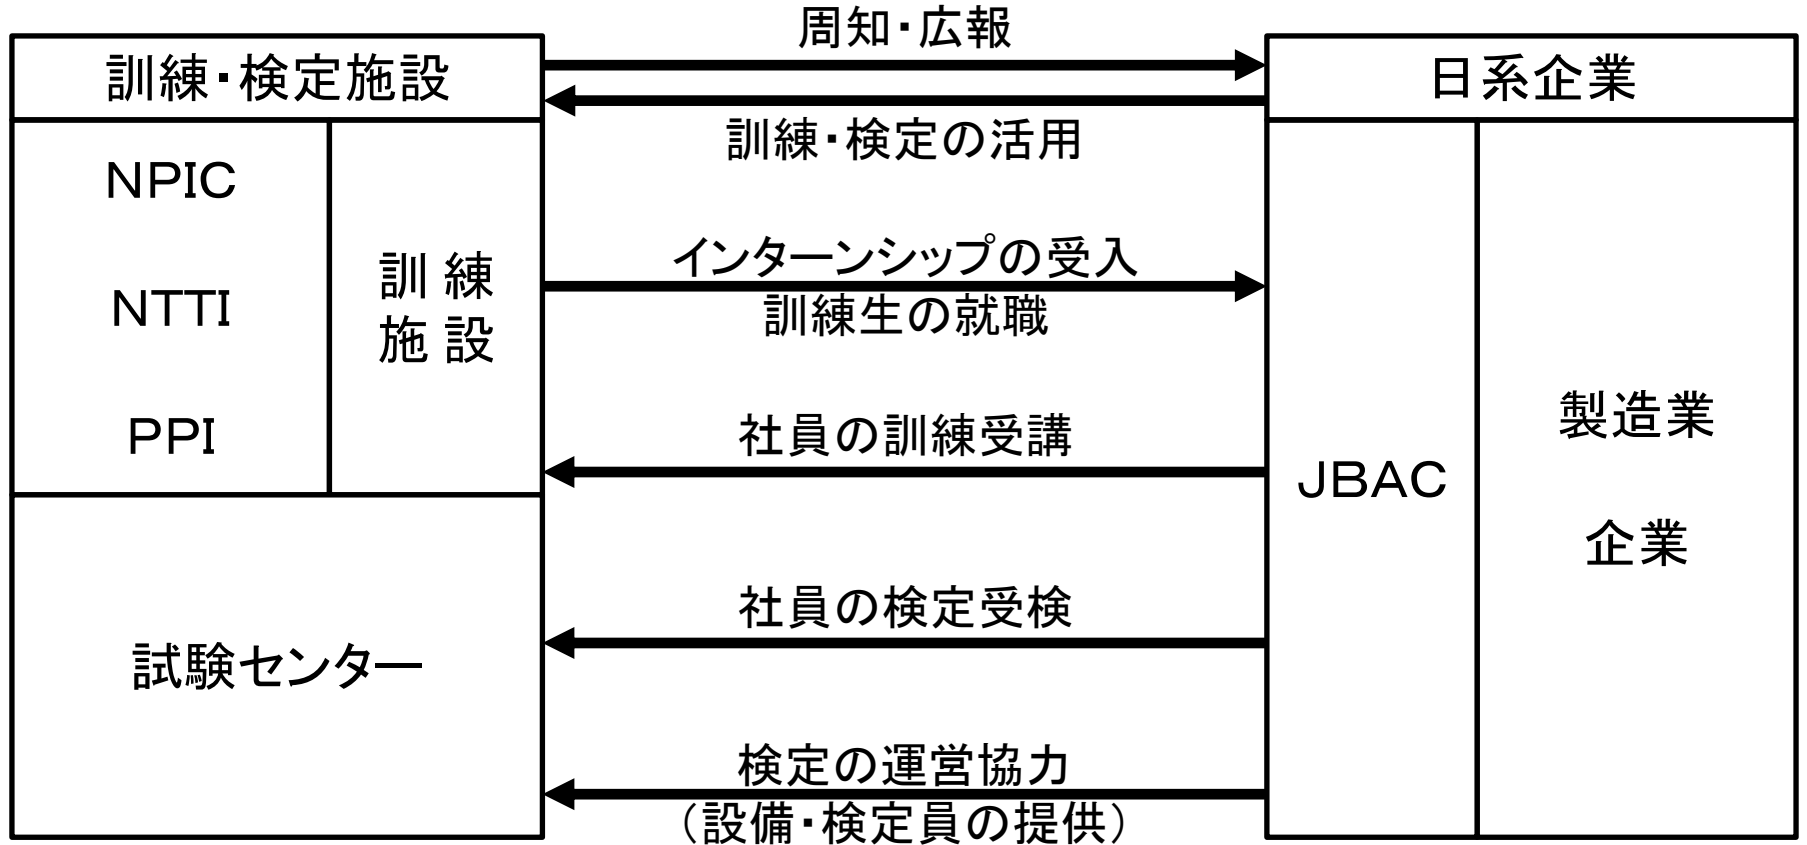 周知・広報
訓練・検定施設
日系企業
訓練・検定の活用
NPIC
NTTI
PPI
訓練
施設
インターンシップの受入
訓練生の就職
社員の訓練受講
JBAC
製造業
企業
社員の検定受検
試験センター
検定の運営協力
（設備・検定員の提供）